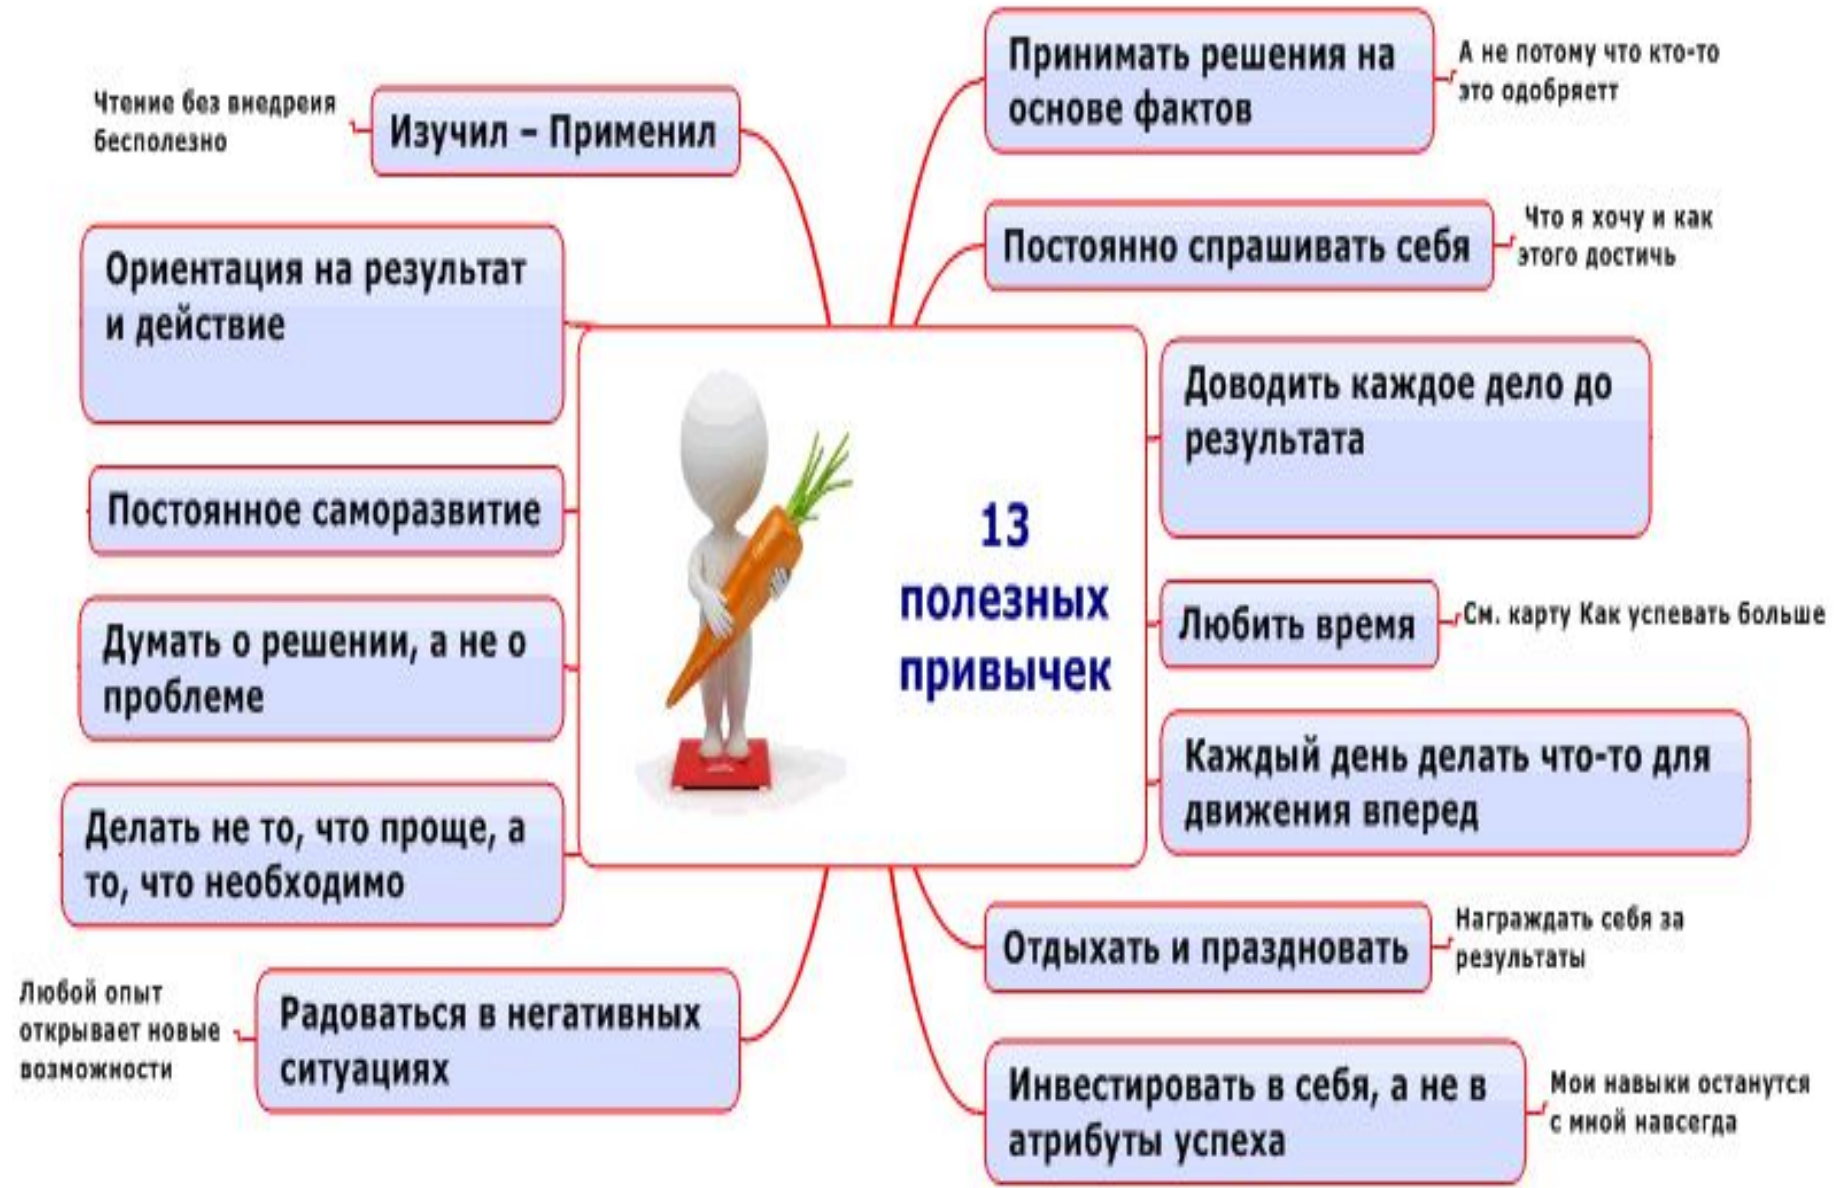 13
полезных
привычек
Принимать решения на
основе фактов
А не потому что кто-то
это одобряетт
Постоянно спрашивать себя
Что я хочу и как
этого достичь
Доводить каждое дело до
результата
Любить время
См. карту Как успевать больше
Каждый день делать что-то для
движения вперед
Отдыхать и праздновать
Награждать себя за
результаты
Инвестировать в себя, а не в
атрибуты успеха
Мои навыки останутся
с мной навсегда
Изучил – Применил
Чтение без внедреия
бесполезно
Ориентация на результат
и действие
Постоянное саморазвитие
Думать о решении, а не о
проблеме
Делать не то, что проще, а
то, что необходимо
Радоваться в негативных
ситуациях
Любой опыт
открывает новые
возможности